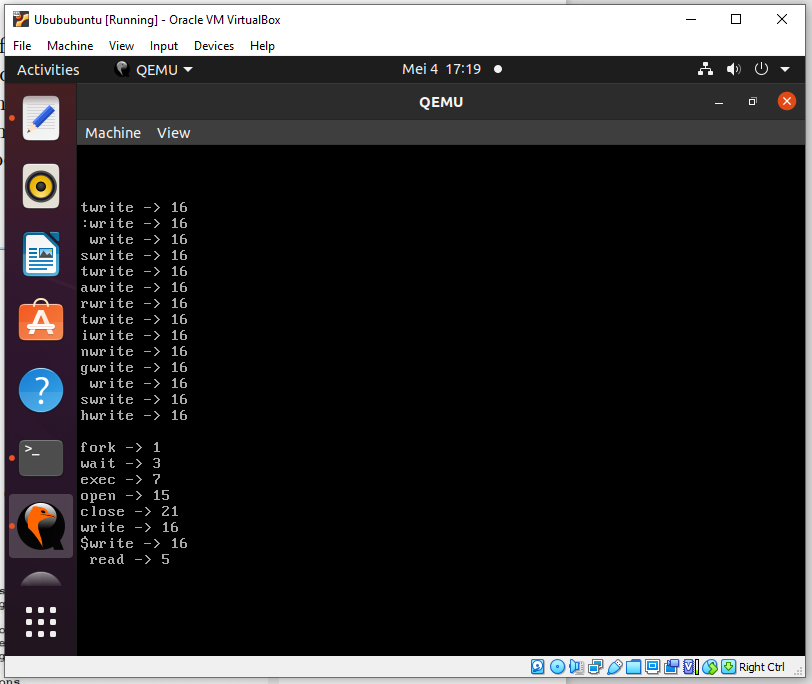 Ubububuntu [Running] - Oracle VM VirtualBox
File Machine View Input Devices Help
Activities QEMU Mei 4 17:19
QEMU
Machine View
twrite -> 16
:write -> 16
write -> 16
swrite -> 16
twrite -> 16
awrite -> 16
rwrite -> 16
twrite -> 16
iwrite -> 16
nwrite -> 16
gwrite -> 16
write -> 16
swrite -> 16
hwrite -> 16
fork -> 1
wait -> 3
exec -> 7
open -> 15
close -> 21
write -> 16
$write -> 16
read -> 5
Right Ctrl